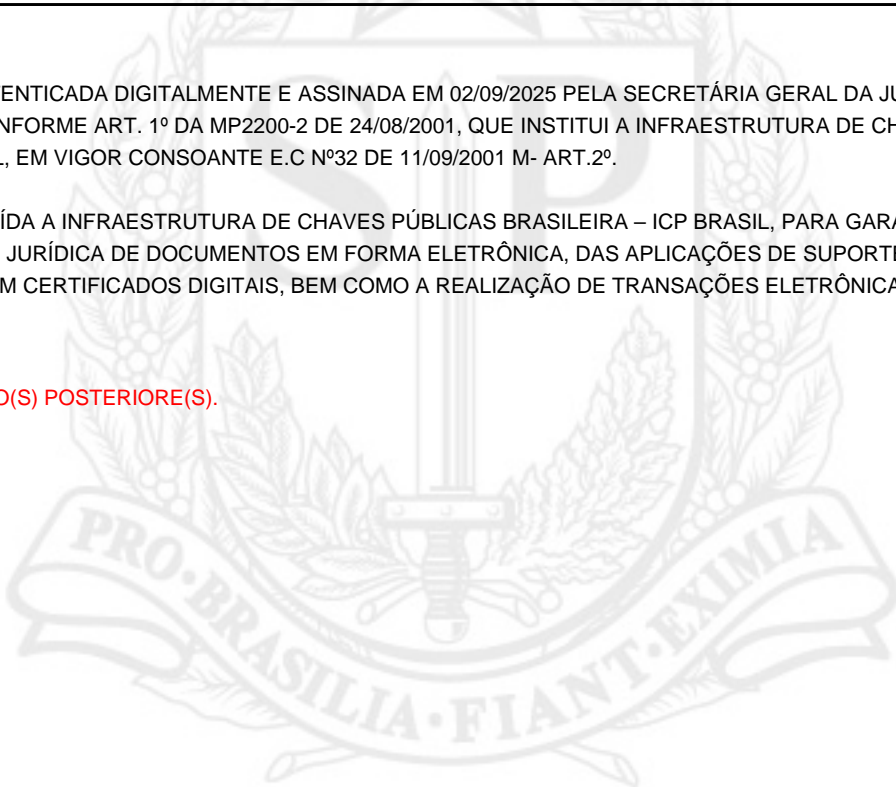 ENTICADA DIGITALMENTE E ASSINADA EM 02/09/2025 PELA SECRETÁRIA GERAL DA JU
NFORME ART. 1º DA MP2200-2 DE 24/08/2001, QUE INSTITUI A INFRAESTRUTURA DE CH
L, EM VIGOR CONSOANTE E.C Nº32 DE 11/09/2001 M- ART.2º.
ÍDA A INFRAESTRUTURA DE CHAVES PÚBLICAS BRASILEIRA – ICP BRASIL, PARA GARA
JURÍDICA DE DOCUMENTOS EM FORMA ELETRÔNICA, DAS APLICAÇÕES DE SUPORTE
M CERTIFICADOS DIGITAIS, BEM COMO A REALIZAÇÃO DE TRANSAÇÕES ELETRÔNICA
O(S) POSTERIORE(S).
SP
PRO·BRASILIA·FIANT·EXIMIA